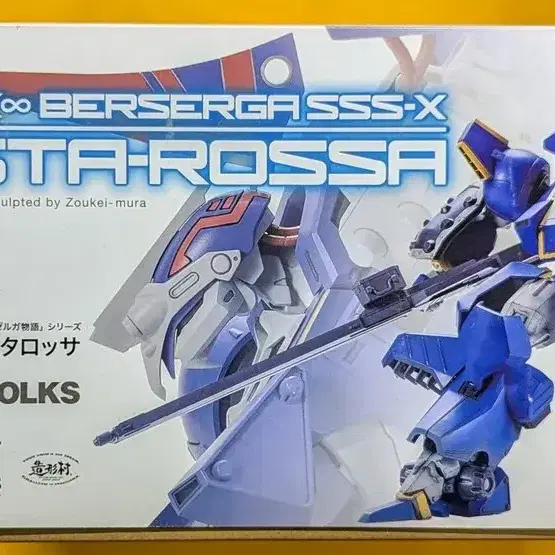 ∞ BERSERGA SSS-X
STA-ROSSA
ulpted by Zoukei-mura
ゼルガ物語」シリーズ
タロッサ
OLKS
造形村